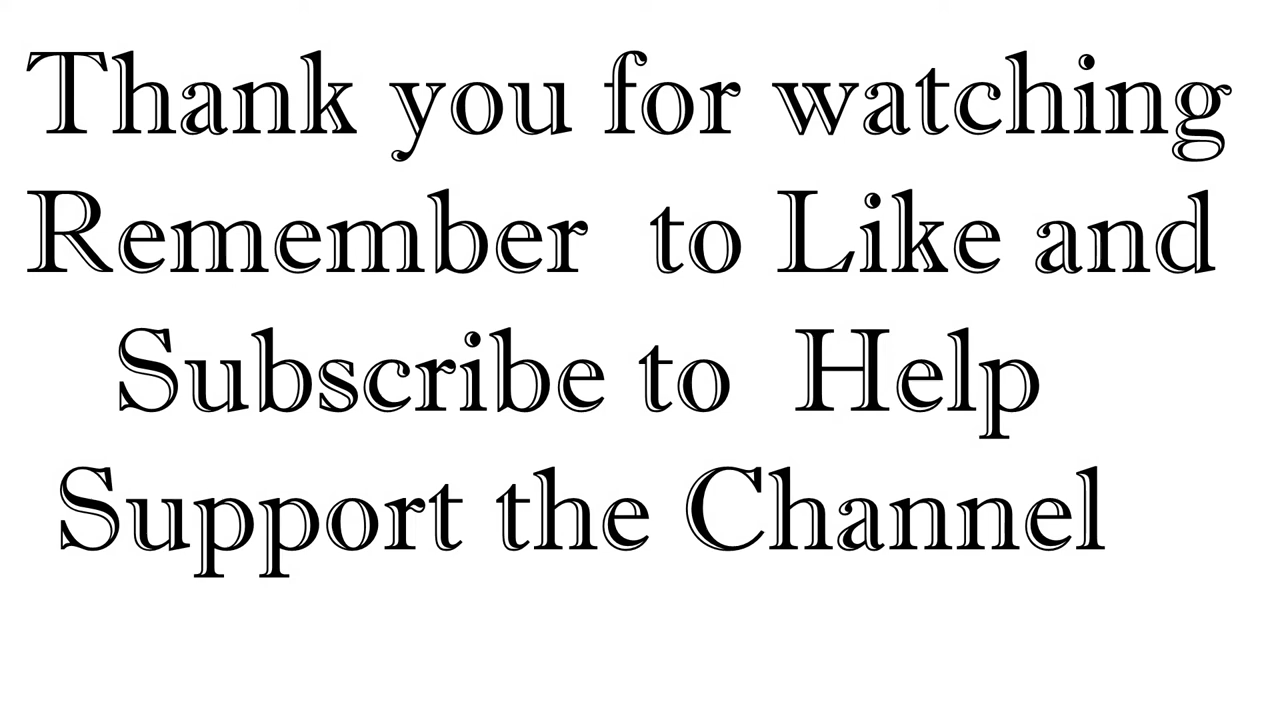 Thank you for watching
Remember to Like and
Subscribe to Help
Support the Channel